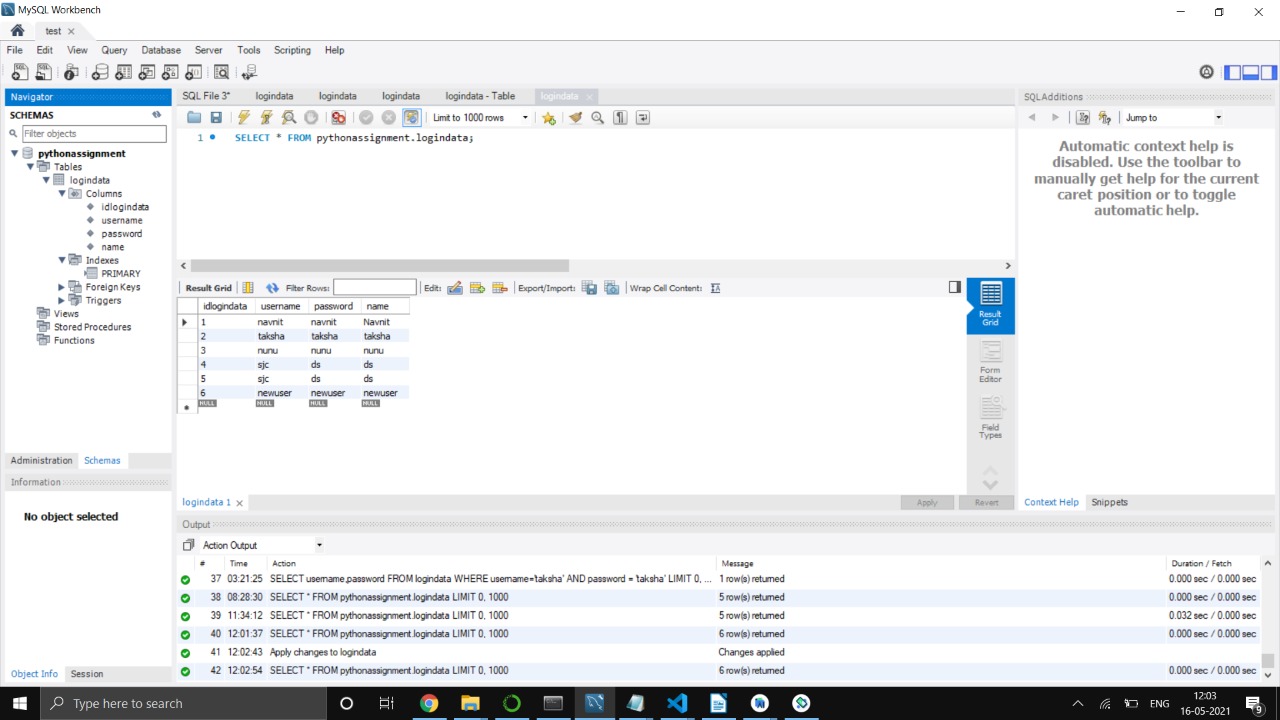 MySQL Workbench
test
File Edit View Query Database Server Tools Scripting Help
Navigator
SCHEMAS
Filter objects
pythonassignment
Tables
logindata
Columns
idlogindata
username
password
name
Indexes
PRIMARY
Foreign Keys
Triggers
Views
Stored Procedures
Functions
Administration Schemas
Information
No object selected
Object Info Session
SQL File 3* logindata logindata logindata logindata - Table logindata
Limit to 1000 rows
1 SELECT * FROM pythonassignment.logindata;
Result Grid Filter Rows: Edit: Export/Import: Wrap Cell Content:
idlogindata username password name
1 navnit navnit Navnit
2 taksha taksha taksha
3 nunu nunu nunu
4 sjc ds ds
5 sjc ds ds
6 newuser newuser newuser
NULL NULL NULL NULL
Result
Grid
Form
Editor
Field
Types
logindata 1 Apply Revert
SQLAdditions
Jump to
Automatic context help is
disabled. Use the toolbar to
manually get help for the current
caret position or to toggle
automatic help.
Context Help Snippets
Output
Action Output
# Time Action Message Duration / Fetch
37 03:21:25 SELECT username,password FROM logindata WHERE username='taksha' AND password = 'taksha' LIMIT 0, ... 1 row(s) returned 0.000 sec / 0.000 sec
38 08:28:30 SELECT * FROM pythonassignment.logindata LIMIT 0, 1000 5 row(s) returned 0.000 sec / 0.000 sec
39 11:34:12 SELECT * FROM pythonassignment.logindata LIMIT 0, 1000 5 row(s) returned 0.032 sec / 0.000 sec
40 12:01:37 SELECT * FROM pythonassignment.logindata LIMIT 0, 1000 6 row(s) returned 0.000 sec / 0.000 sec
41 12:02:43 Apply changes to logindata Changes applied
42 12:02:54 SELECT * FROM pythonassignment.logindata LIMIT 0, 1000 6 row(s) returned 0.000 sec / 0.000 sec
Type here to search
ENG
12:03
16-05-2021
9